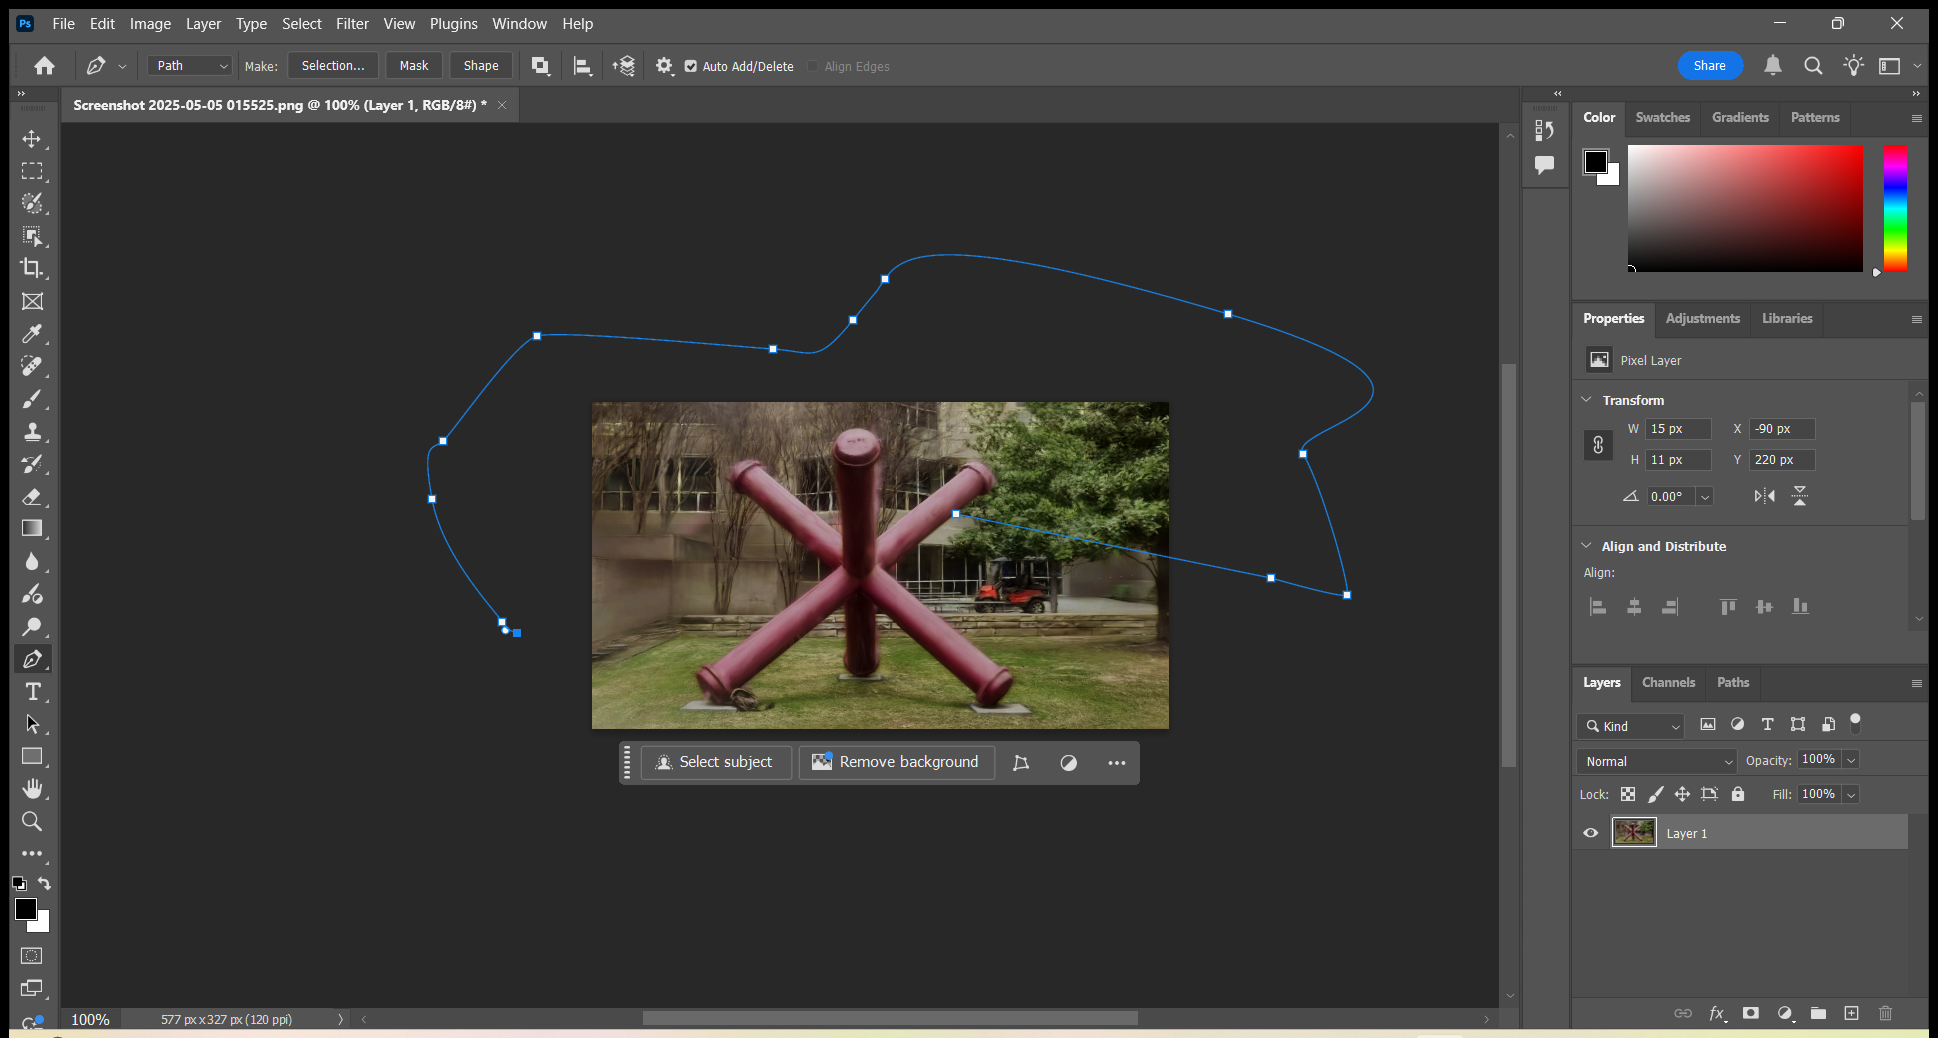 Ps File Edit Image Layer Type Select Filter View Plugins Window Help
Path Make: Selection... Mask Shape Auto Add/Delete Align Edges Share
Screenshot 2025-05-05 015525.png @ 100% (Layer 1, RGB/8#) *
Color Swatches Gradients Patterns
Properties Adjustments Libraries
Pixel Layer
Transform
W 15 px X -90 px
H 11 px Y 220 px
0.00°
Align and Distribute
Align:
Select subject Remove background
Layers Channels Paths
Kind
Normal Opacity: 100%
Lock: Fill: 100%
Layer 1
100% 577 px x 327 px (120 ppi)
fx